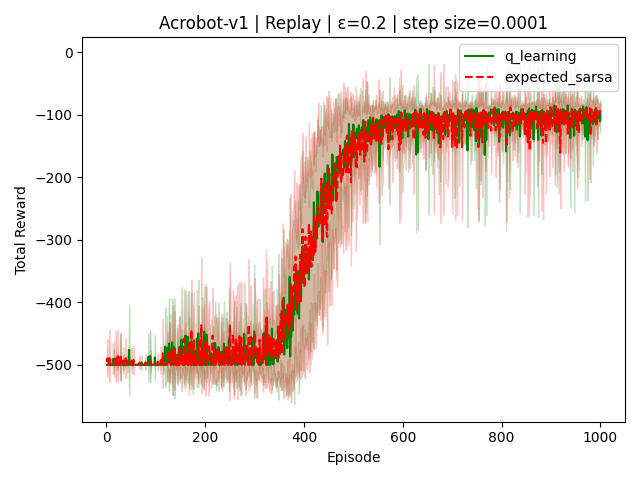 Acrobot-v1 | Replay | ε=0.2 | step size=0.0001
q_learning
expected_sarsa
Total Reward
0
−100
−200
−300
−400
−500
0 200 400 600 800 1000
Episode